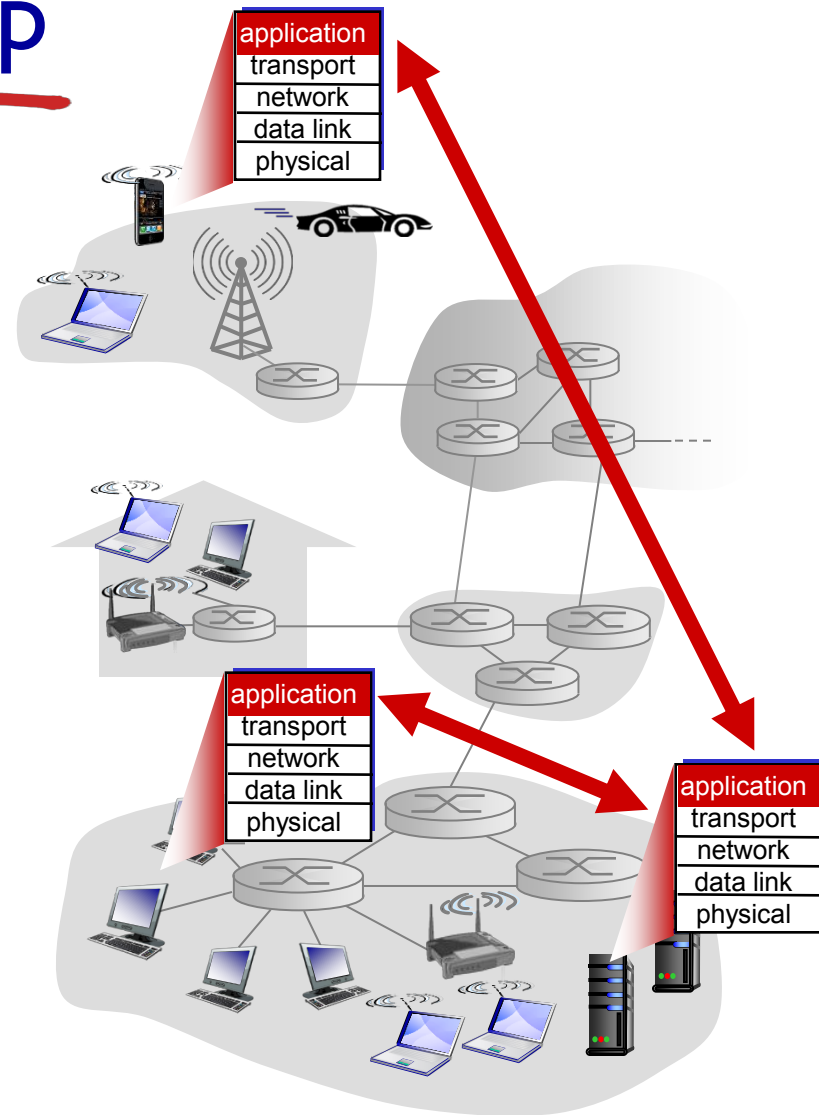 p
application
transport
network
data link
physical
application
transport
network
data link
physical
application
transport
network
data link
physical